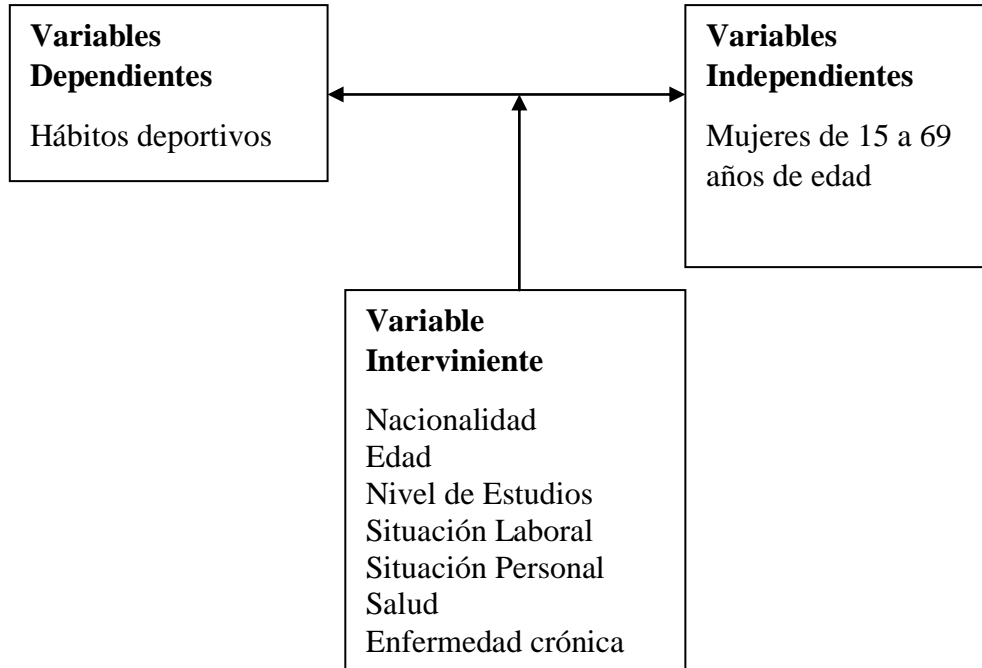 Variables
Dependientes
Hábitos deportivos
Variables
Independientes
Mujeres de 15 a 69
años de edad
Variable
Interviniente
Nacionalidad
Edad
Nivel de Estudios
Situación Laboral
Situación Personal
Salud
Enfermedad crónica